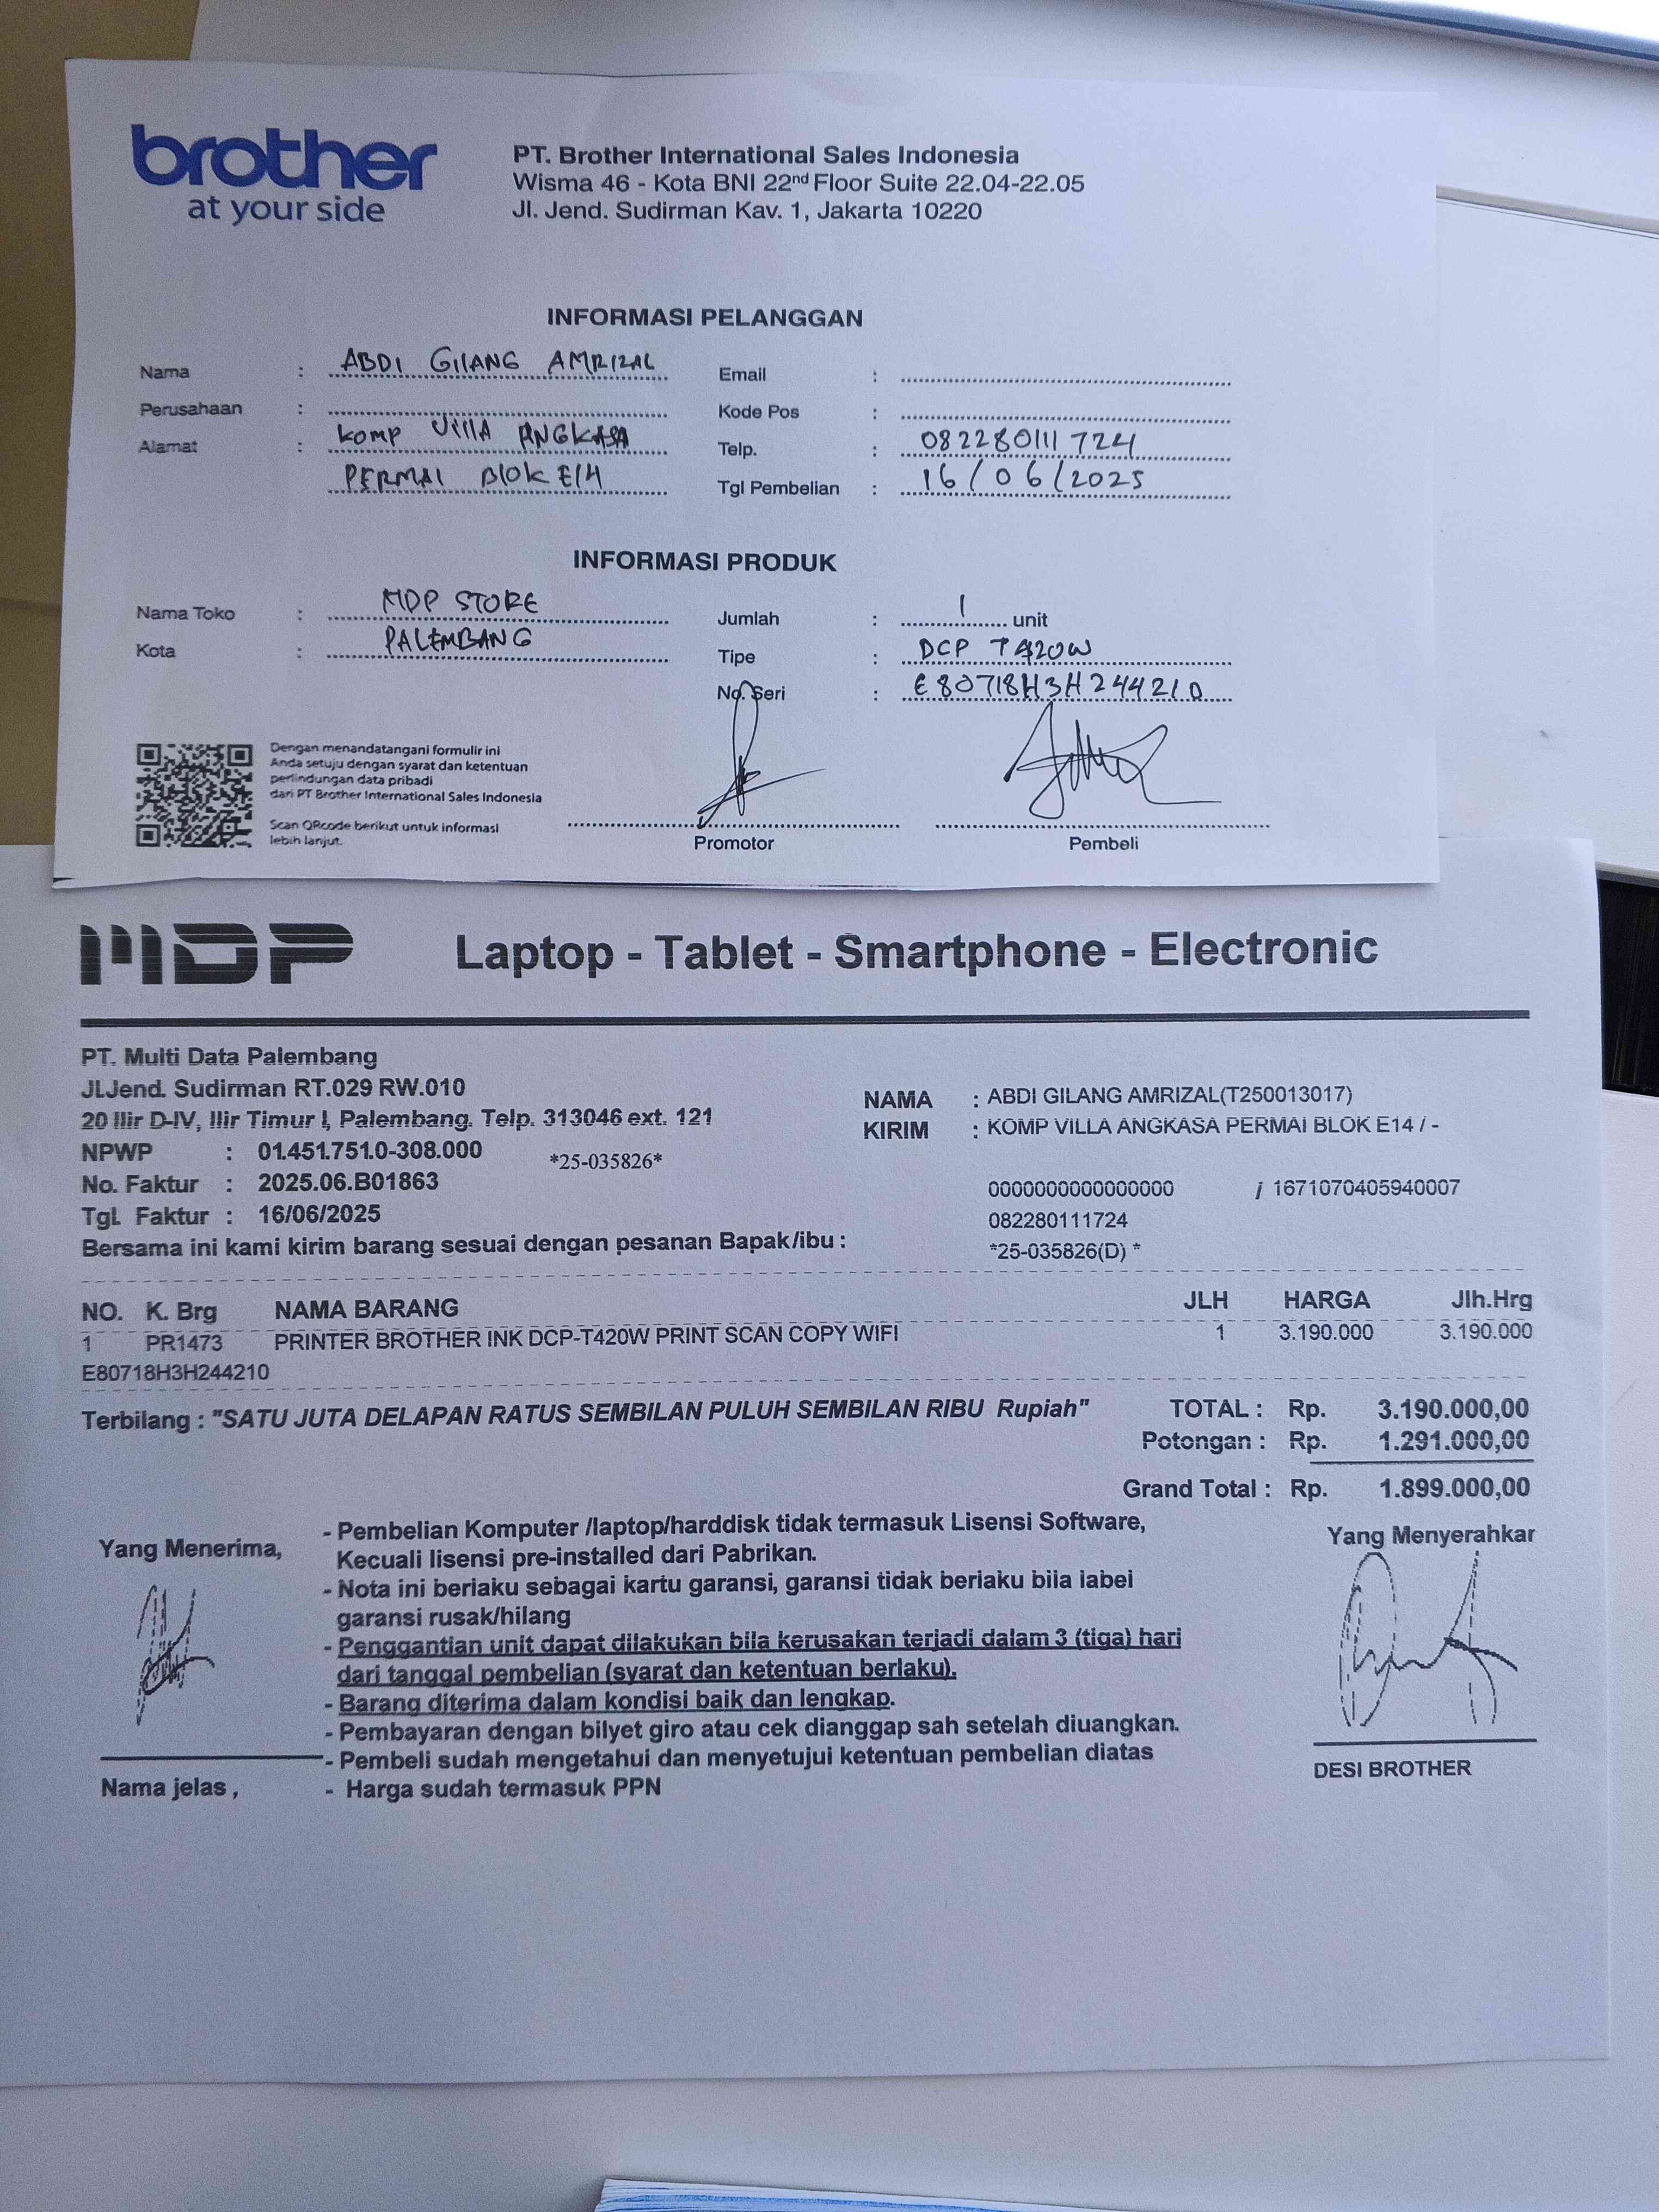 brother
at your side
PT. Brother International Sales Indonesia
Wisma 46 - Kota BNI 22nd Floor Suite 22.04-22.05
Jl. Jend. Sudirman Kav. 1, Jakarta 10220
INFORMASI PELANGGAN
Nama : ABDI GILANG AMRIZAL
Perusahaan :
Alamat : KOMP VILLA ANGKASA
PERMAI BLOK E14
Email :
Kode Pos :
Telp. : 082280111724
Tgl Pembelian : 16/06/2025
INFORMASI PRODUK
Nama Toko : MDP STORE
Kota : PALEMBANG
Jumlah : 1 unit
Tipe : DCP T420W
No. Seri : E80718H3H244210
Dengan menandatangani formulir ini
Anda setuju dengan syarat dan ketentuan
perlindungan data pribadi
dari PT Brother International Sales Indonesia
Scan QRcode berikut untuk informasi
lebih lanjut.
Promotor
Pembeli
MDP Laptop - Tablet - Smartphone - Electronic
PT. Multi Data Palembang
Jl.Jend. Sudirman RT.029 RW.010
20 Ilir D-IV, Ilir Timur I, Palembang. Telp. 313046 ext. 121
NPWP : 01.451.751.0-308.000 *25-035826*
No. Faktur : 2025.06.B01863
Tgl. Faktur : 16/06/2025
Bersama ini kami kirim barang sesuai dengan pesanan Bapak/ibu :
NAMA : ABDI GILANG AMRIZAL(T250013017)
KIRIM : KOMP VILLA ANGKASA PERMAI BLOK E14 / -
0000000000000000 / 1671070405940007
082280111724
*25-035826(D) *
NO. K. Brg NAMA BARANG JLH HARGA Jlh.Hrg
1 PR1473 PRINTER BROTHER INK DCP-T420W PRINT SCAN COPY WIFI 1 3.190.000 3.190.000
E80718H3H244210
Terbilang : "SATU JUTA DELAPAN RATUS SEMBILAN PULUH SEMBILAN RIBU Rupiah"
TOTAL : Rp. 3.190.000,00
Potongan : Rp. 1.291.000,00
Grand Total : Rp. 1.899.000,00
Yang Menerima,
- Pembelian Komputer /laptop/harddisk tidak termasuk Lisensi Software,
Kecuali lisensi pre-installed dari Pabrikan.
- Nota ini berlaku sebagai kartu garansi, garansi tidak berlaku bila label
garansi rusak/hilang
- Penggantian unit dapat dilakukan bila kerusakan terjadi dalam 3 (tiga) hari
dari tanggal pembelian (syarat dan ketentuan berlaku).
- Barang diterima dalam kondisi baik dan lengkap.
- Pembayaran dengan bilyet giro atau cek dianggap sah setelah diuangkan.
- Pembeli sudah mengetahui dan menyetujui ketentuan pembelian diatas
- Harga sudah termasuk PPN
Nama jelas ,
Yang Menyerahkar
DESI BROTHER